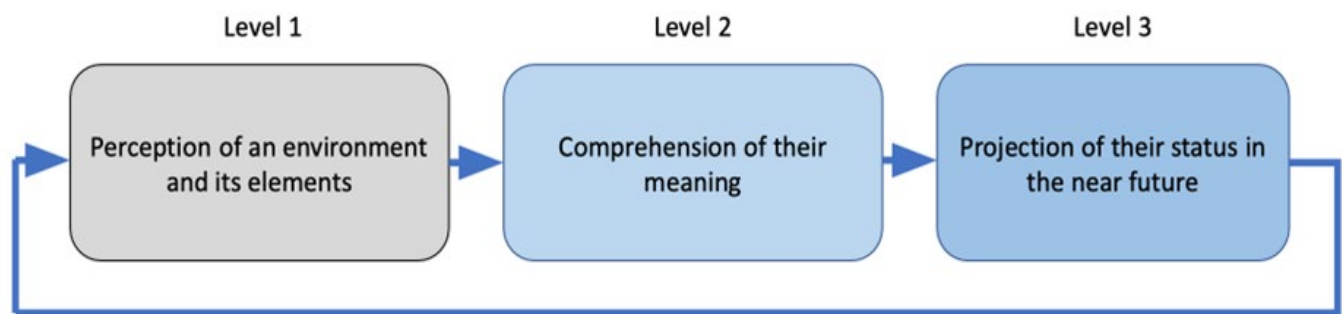 Level 1
Level 2
Level 3
Perception of an environment
and its elements
Comprehension of their
meaning
Projection of their status in
the near future